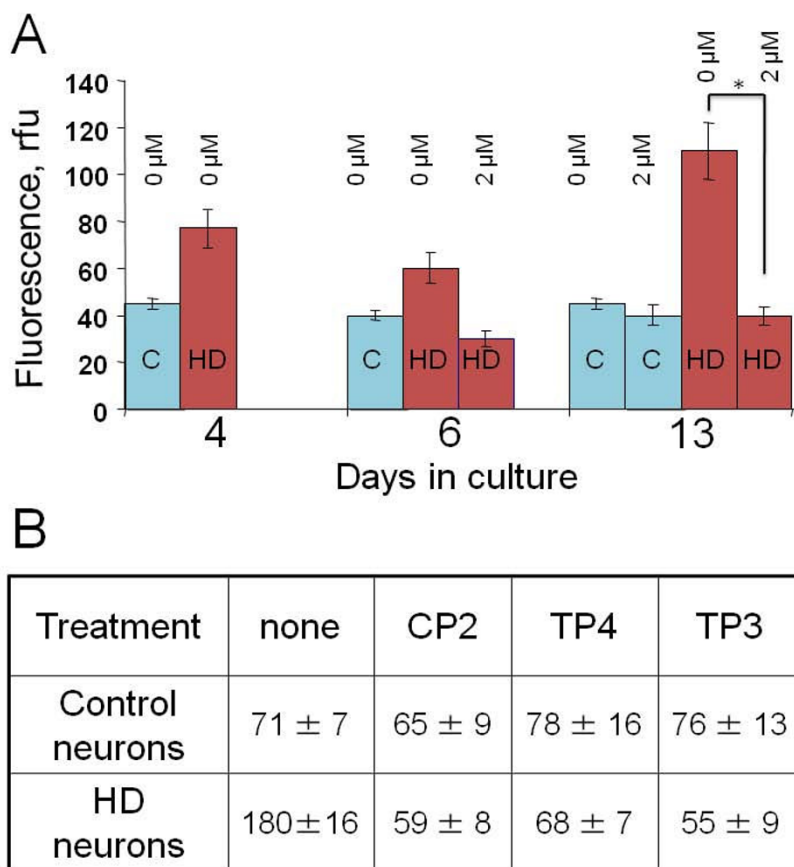 A
0 µM 2 µM
140
120
100
80
60
40
20
0
Fluorescence, rfu
0 µM 0 µM
0 µM 0 µM 2 µM
0 µM 2 µM
*
C HD
C HD HD
C C HD HD
4 6 13
Days in culture
B
Treatment none CP2 TP4 TP3
Control
neurons
71 ± 7 65 ± 9 78 ± 16 76 ± 13
HD
neurons
180±16 59 ± 8 68 ± 7 55 ± 9